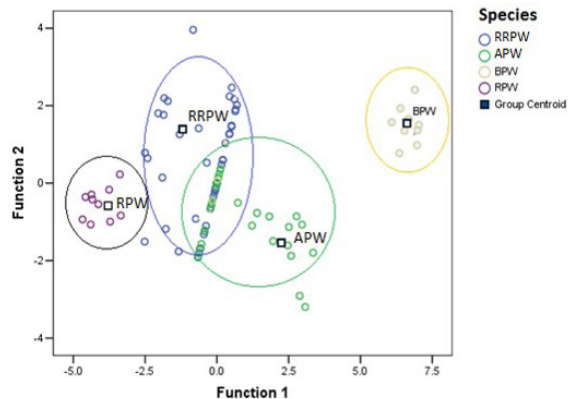 Species
RRPW
APW
BPW
RPW
Group Centroid
4
2
0
-2
-4
Function 2
RRPW
BPW
RPW
APW
-5.0
-2.5
0.0
2.5
5.0
7.5
Function 1